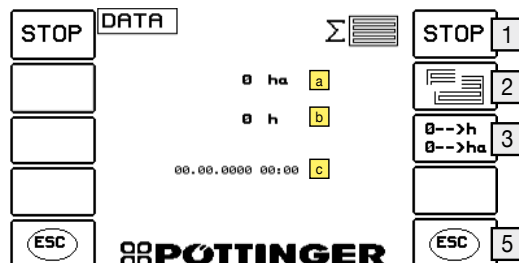 STOP
DATA
Σ
STOP
1
0 ha
a
2
0 h
b
0-->h
0-->ha
3
00.00.0000 00:00
c
ESC
PÖTTINGER
ESC
5